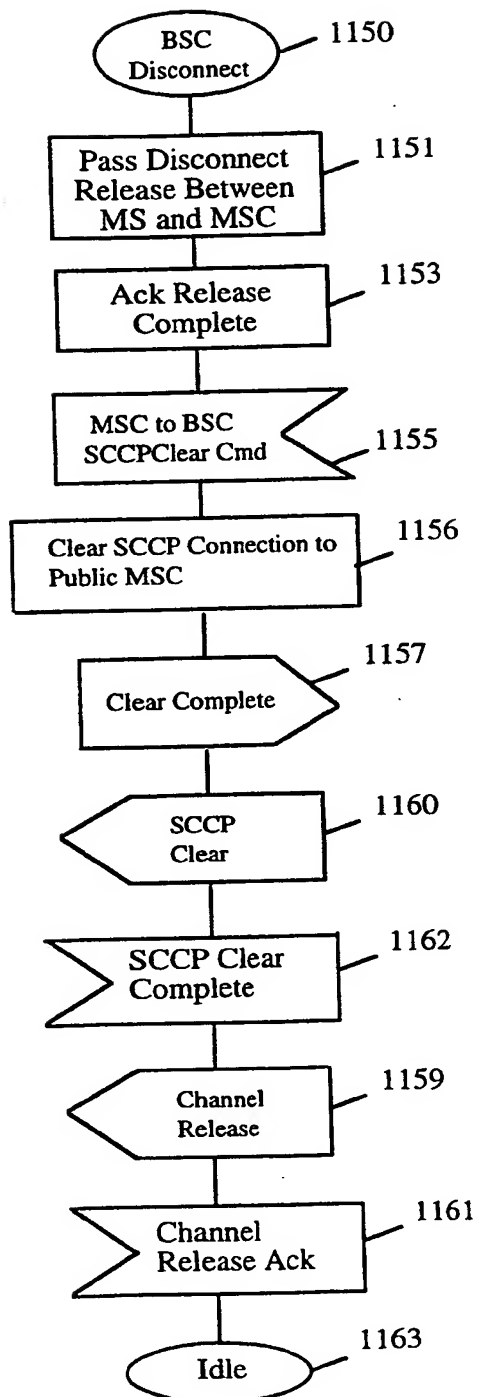 BSC
Disconnect
1150
Pass Disconnect
Release Between
MS and MSC
1151
Ack Release
Complete
1153
MSC to BSC
SCCPClear Cmd
1155
Clear SCCP Connection to
Public MSC
1156
Clear Complete
1157
SCCP
Clear
1160
SCCP Clear
Complete
1162
Channel
Release
1159
Channel
Release Ack
1161
Idle
1163